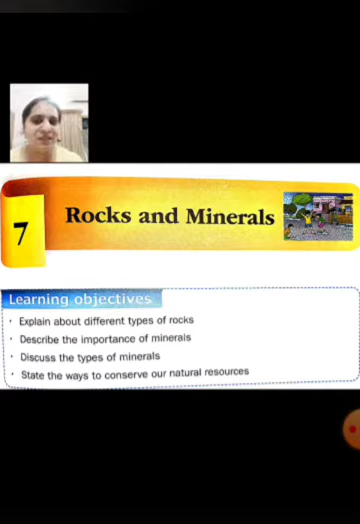 7
Rocks and Minerals
Learning objectives
· Explain about different types of rocks
· Describe the importance of minerals
· Discuss the types of minerals
· State the ways to conserve our natural resources